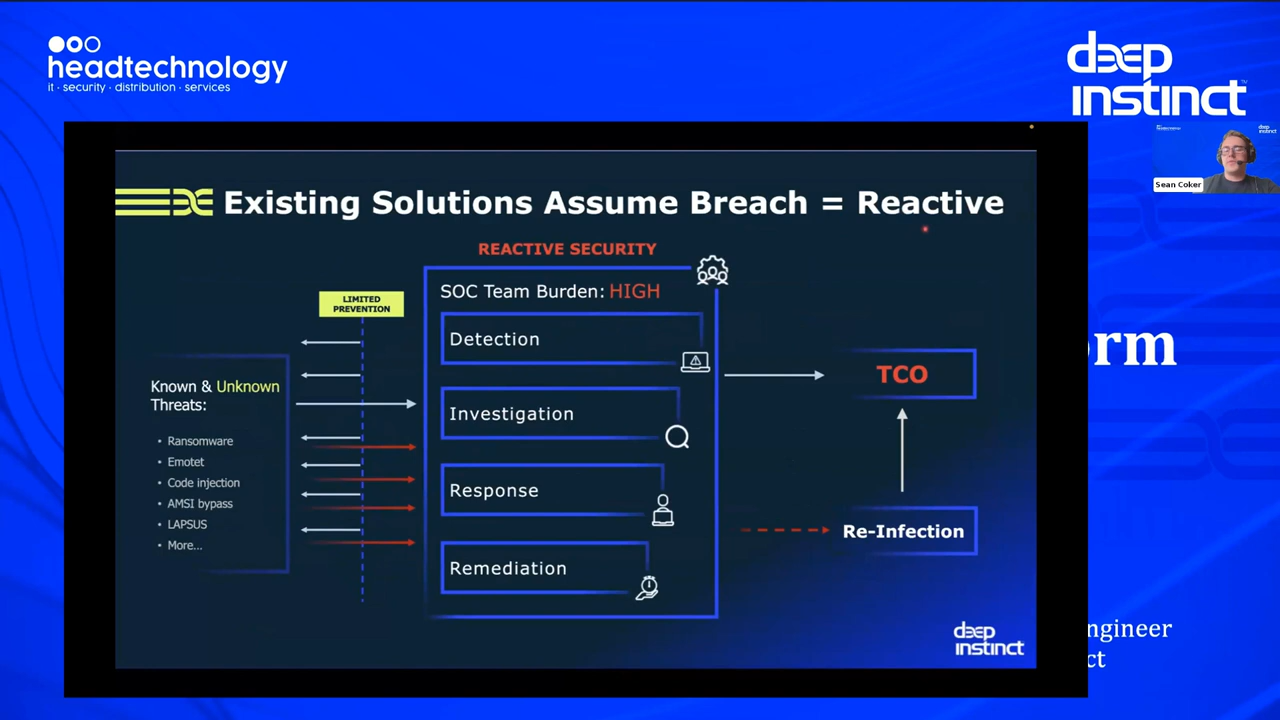 headtechnology
it · security · distribution · services
deep
instinct™
Sean Coker
Existing Solutions Assume Breach = Reactive
REACTIVE SECURITY
LIMITED
PREVENTION
SOC Team Burden: HIGH
Detection
Known & Unknown
Threats:
• Ransomware
• Emotet
• Code injection
• AMSI bypass
• LAPSUS
• More...
Investigation
Response
Remediation
TCO
Re-Infection
deep
instinct
orm
ngineer
ct